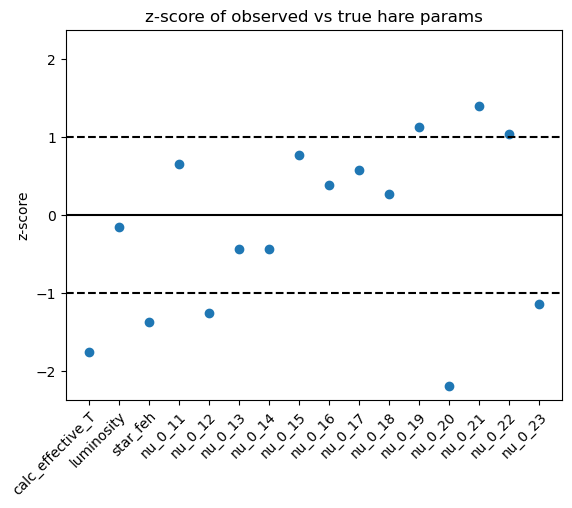 z-score of observed vs true hare params
z-score
2
1
0
−1
−2
calc_effective_T
luminosity
star_feh
nu_0_11
nu_0_12
nu_0_13
nu_0_14
nu_0_15
nu_0_16
nu_0_17
nu_0_18
nu_0_19
nu_0_20
nu_0_21
nu_0_22
nu_0_23